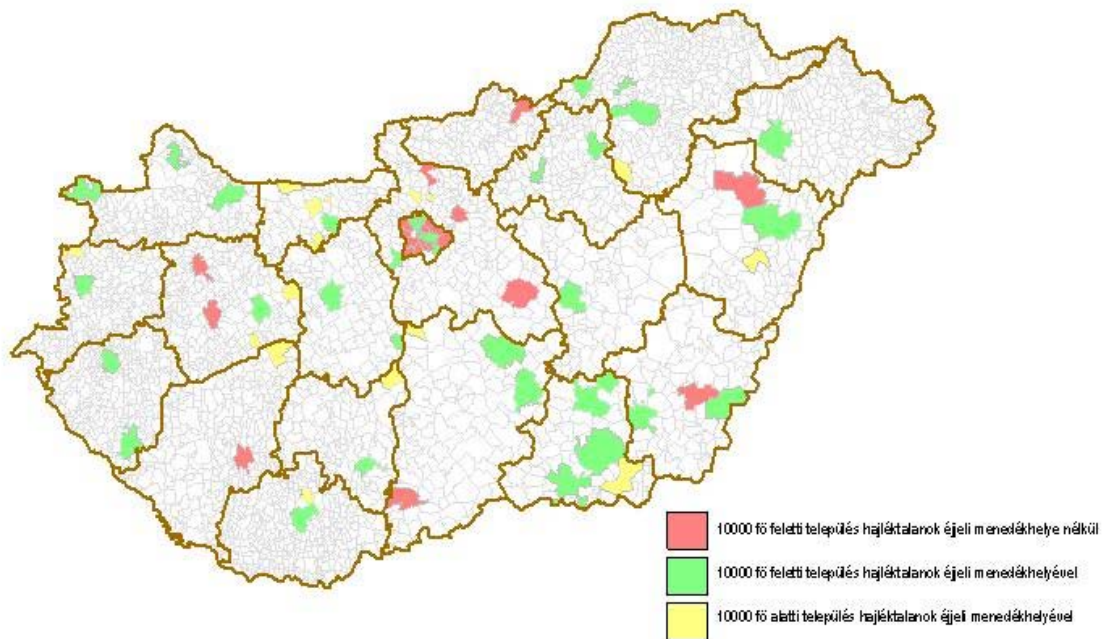 10000 fő feletti település hajléktalanok éjjeli menedékhelye nélkül
10000 fő feletti település hajléktalanok éjjeli menedékhelyével
10000 fő alatti település hajléktalanok éjjeli menedékhelyével